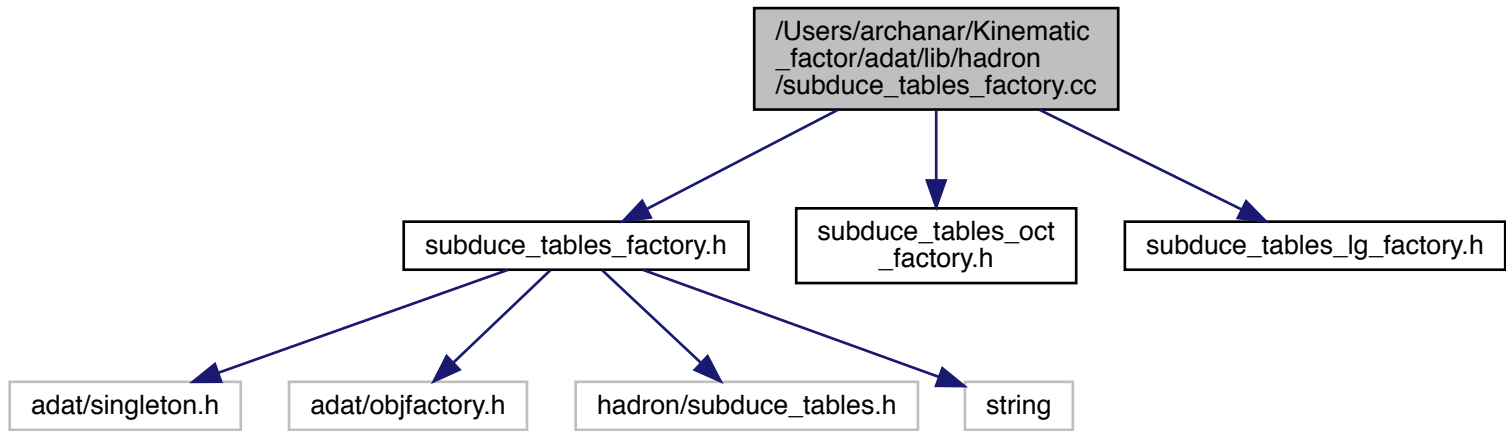 /Users/archanar/Kinematic
_factor/adat/lib/hadron
/subduce_tables_factory.cc
subduce_tables_factory.h
subduce_tables_oct
_factory.h
subduce_tables_lg_factory.h
adat/singleton.h
adat/objfactory.h
hadron/subduce_tables.h
string